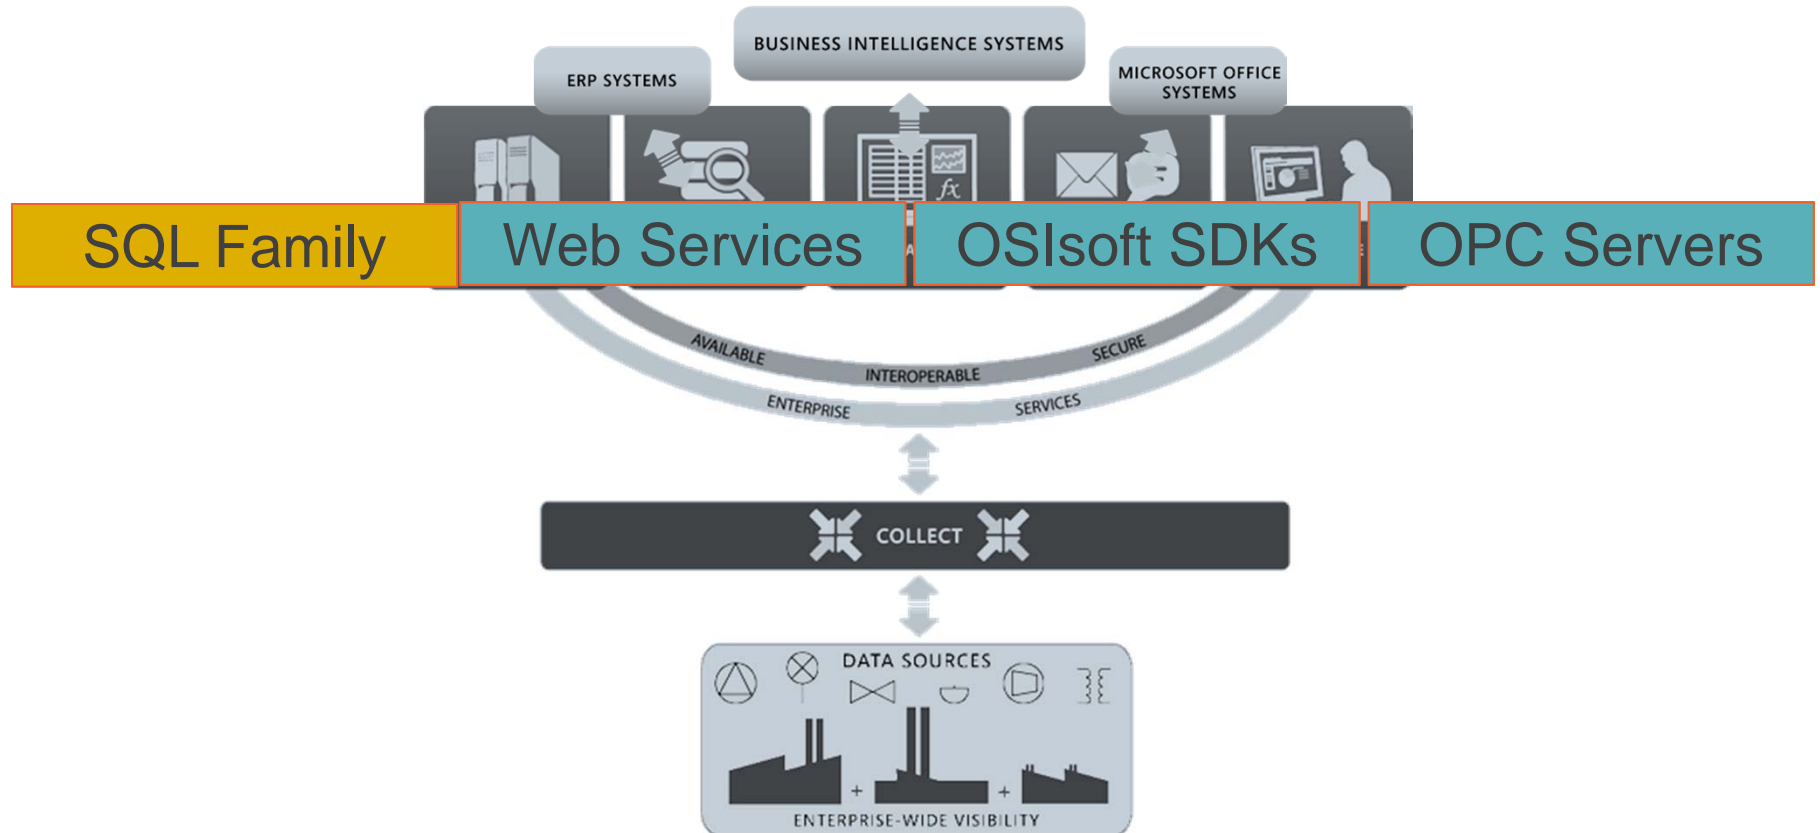 BUSINESS INTELLIGENCE SYSTEMS
ERP SYSTEMS
MICROSOFT OFFICE
SYSTEMS
fx
SQL Family
Web Services
OSIsoft SDKs
OPC Servers
AVAILABLE
INTEROPERABLE
SECURE
ENTERPRISE
SERVICES
COLLECT
DATA SOURCES
+
+
ENTERPRISE-WIDE VISIBILITY